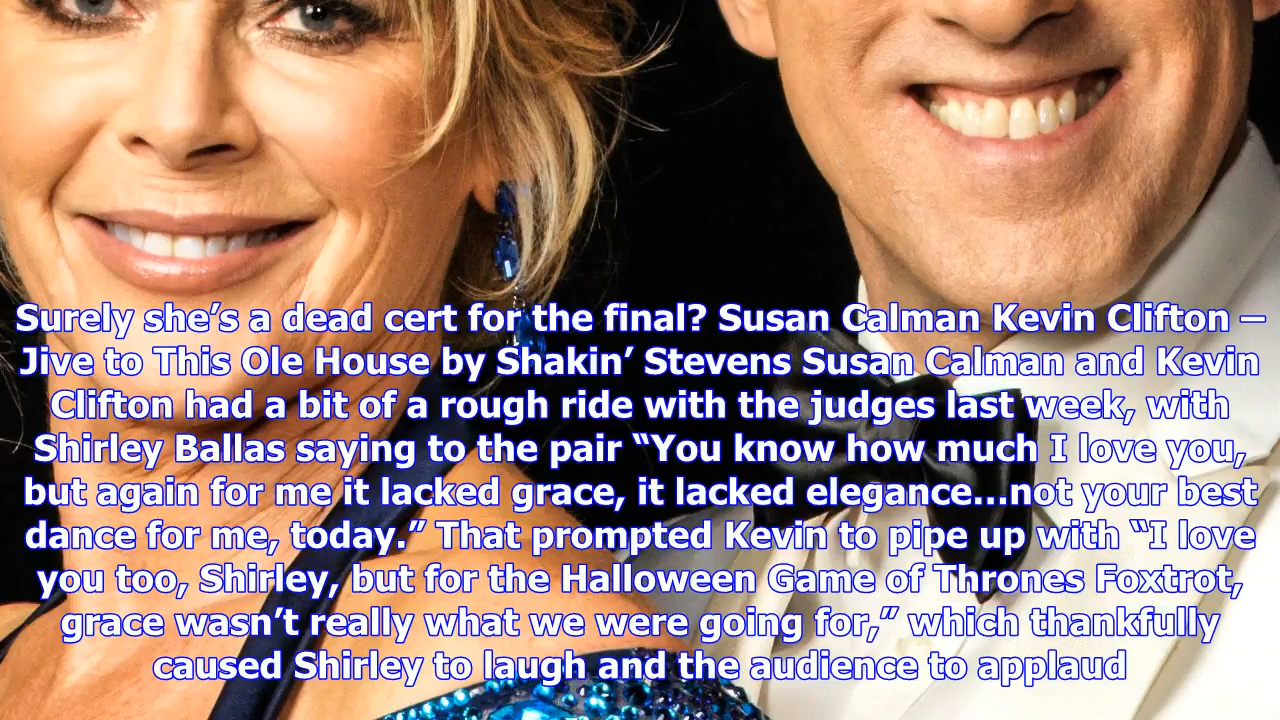 Surely she’s a dead cert for the final? Susan Calman Kevin Clifton –
Jive to This Ole House by Shakin’ Stevens Susan Calman and Kevin
Clifton had a bit of a rough ride with the judges last week, with
Shirley Ballas saying to the pair “You know how much I love you,
but again for me it lacked grace, it lacked elegance…not your best
dance for me, today.” That prompted Kevin to pipe up with “I love
you too, Shirley, but for the Halloween Game of Thrones Foxtrot,
grace wasn’t really what we were going for,” which thankfully
caused Shirley to laugh and the audience to applaud